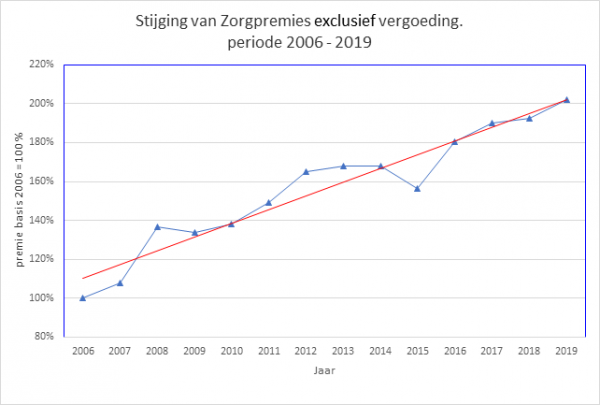 Stijging van Zorgpremies exclusief vergoeding.
periode 2006 - 2019
220%
200%
180%
160%
140%
120%
100%
80%
premie basis 2006 = 100 %
2006 2007 2008 2009 2010 2011 2012 2013 2014 2015 2016 2017 2018 2019
Jaar